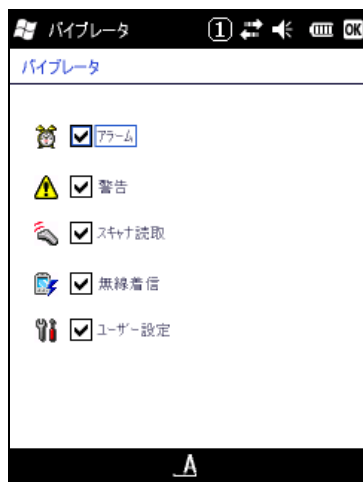 バイブレータ ① OK
バイブレータ
アラーム
警告
スキャナ読取
無線着信
ユーザー設定
A